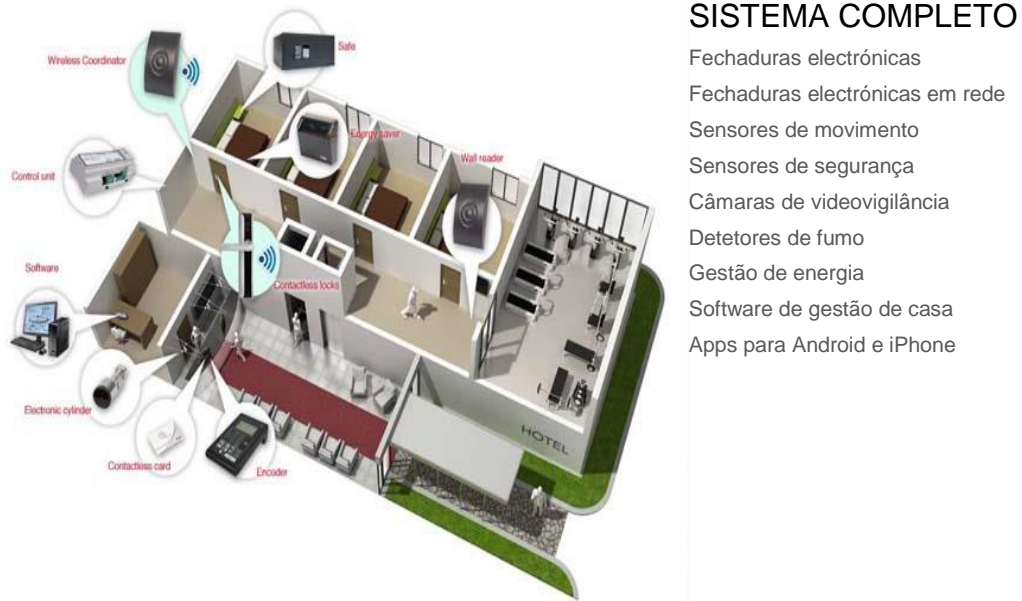 SISTEMA COMPLETO
Fechaduras electrónicas
Fechaduras electrónicas em rede
Sensores de movimento
Sensores de segurança
Câmaras de videovigilância
Detetores de fumo
Gestão de energia
Software de gestão de casa
Apps para Android e iPhone
Safe
Wireless Coordinator
Energy saver
Wall reader
Control unit
Software
Contactless locks
Electronic cylinder
Contactless card
Encoder
HOTEL